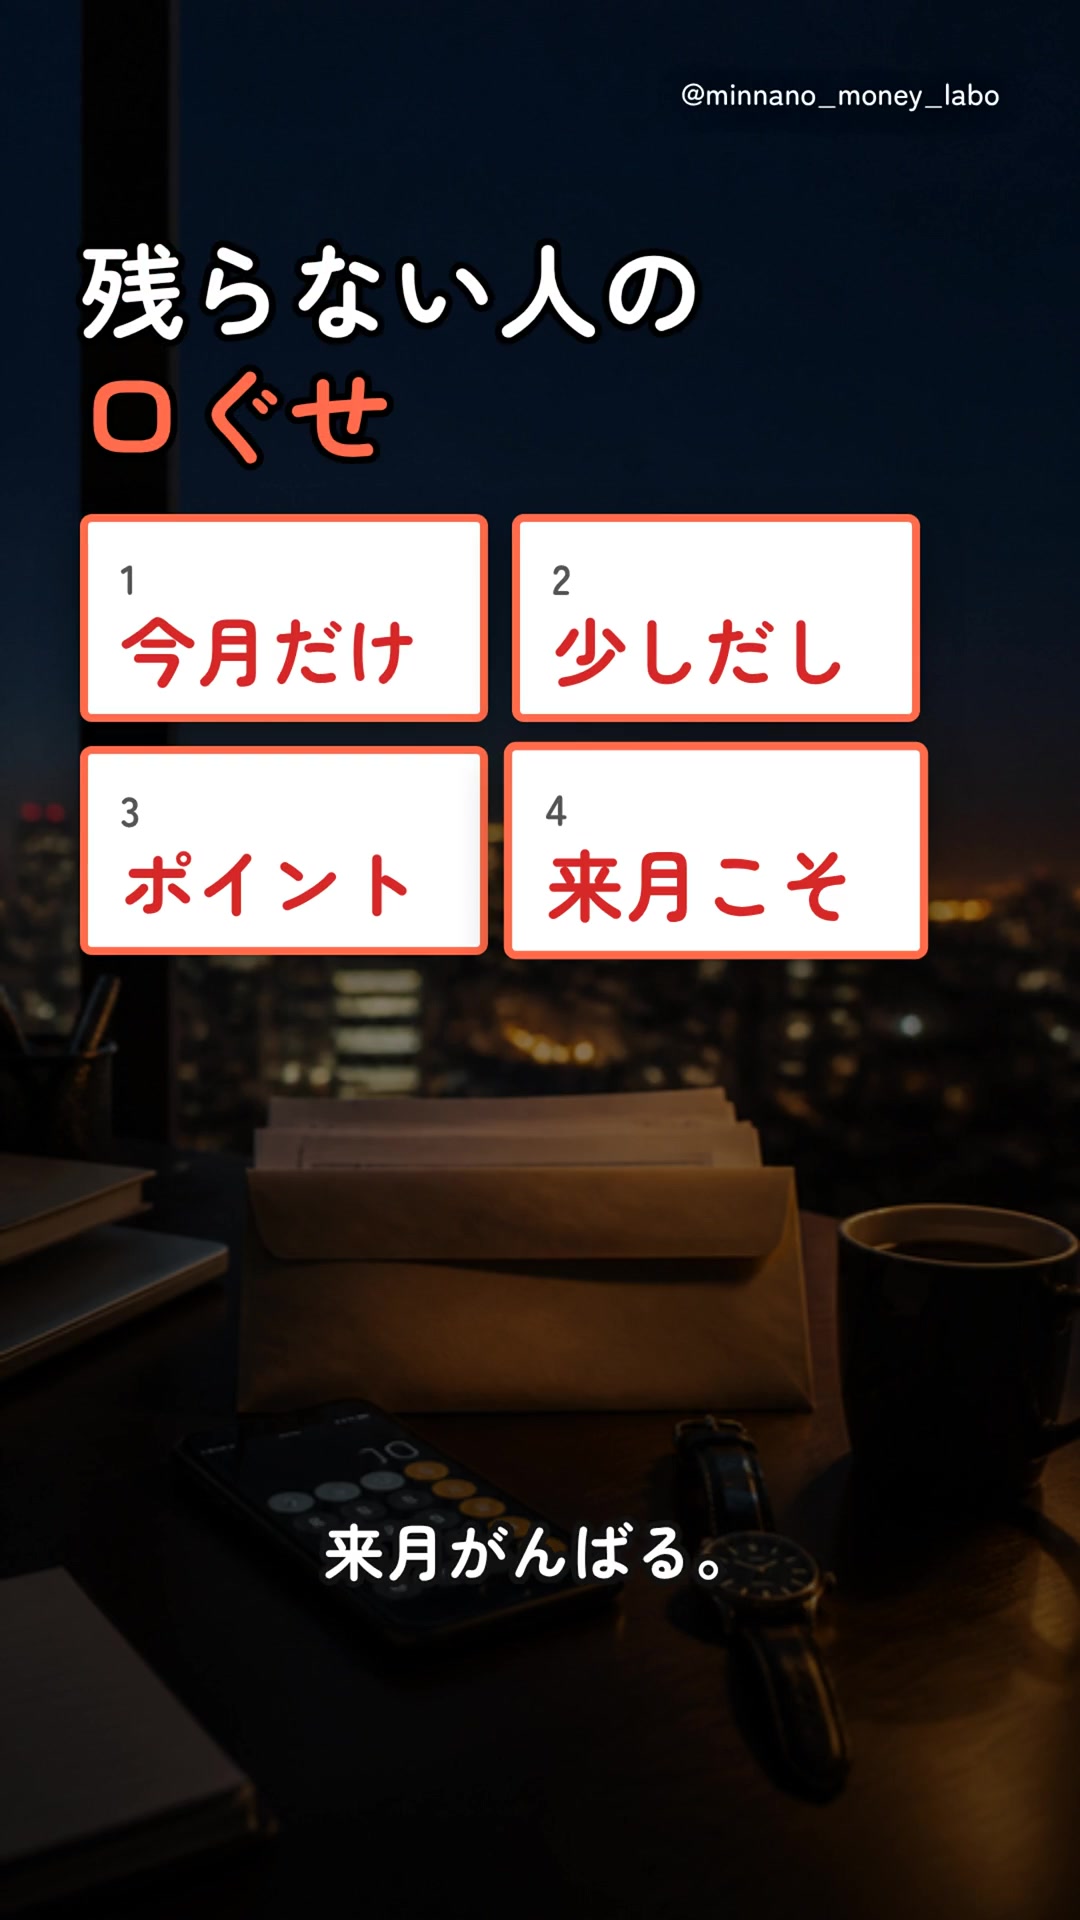 @minnano_money_labo
残らない人の
口ぐせ
1
今月だけ
2
少しだし
3
ポイント
4
来月こそ
10
来月がんばる。